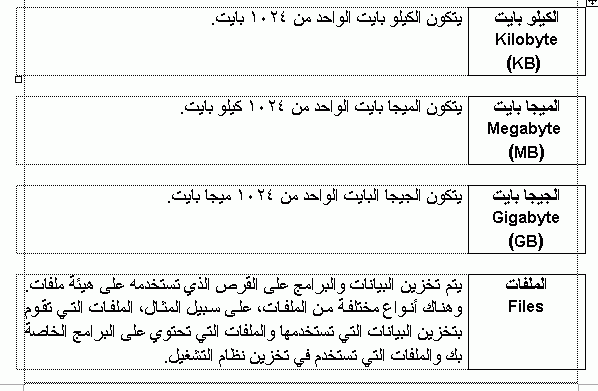 الكيلو بايت
Kilobyte
(KB)
يتكون الكيلو بايت الواحد من ١٠٢٤ بايت.
الميجا بايت
Megabyte
(MB)
يتكون الميجا بايت الواحد من ١٠٢٤ كيلو بايت.
الجيجا بايت
Gigabyte
(GB)
يتكون الجيجا البايت الواحد من ١٠٢٤ ميجا بايت.
الملفات
Files
يتم تخزين البيانات والبرامج على القرص الذي تستخدمه على هيئة ملفات.
وهناك أنواع مختلفة من الملفات، على سبيل المثال، الملفات التي تقوم
بتخزين البيانات التي تستخدمها والملفات التي تحتوي على البرامج الخاصة
بك والملفات التي تستخدم في تخزين نظام التشغيل.